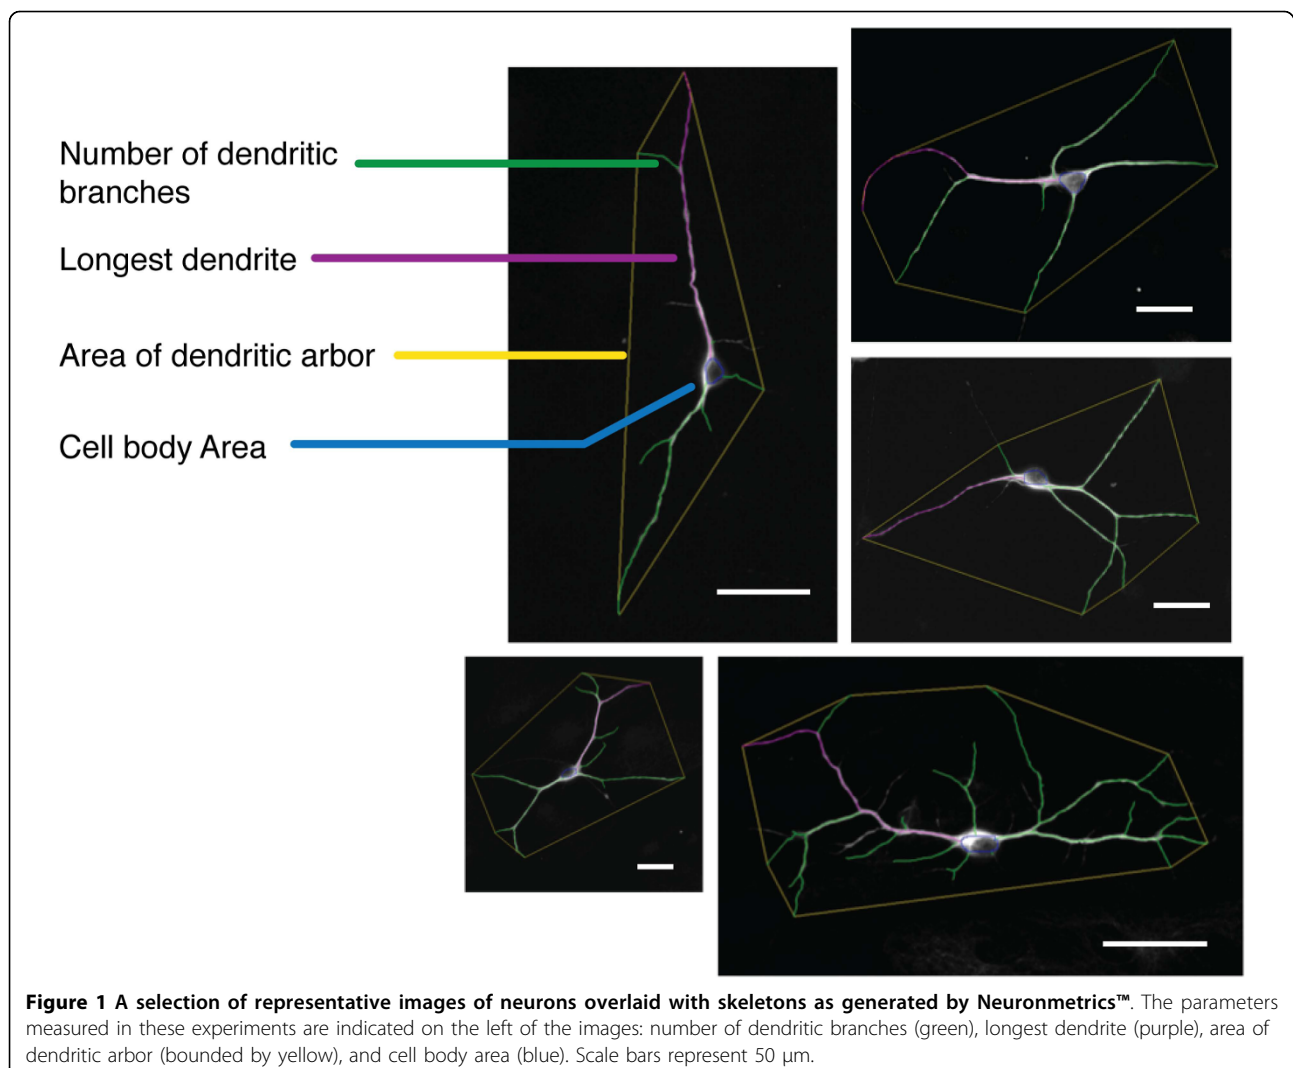 Number of dendritic
branches
Longest dendrite
Area of dendritic arbor
Cell body Area
Figure 1 A selection of representative images of neurons overlaid with skeletons as generated by Neuronmetrics™. The parameters
measured in these experiments are indicated on the left of the images: number of dendritic branches (green), longest dendrite (purple), area of
dendritic arbor (bounded by yellow), and cell body area (blue). Scale bars represent 50 μm.